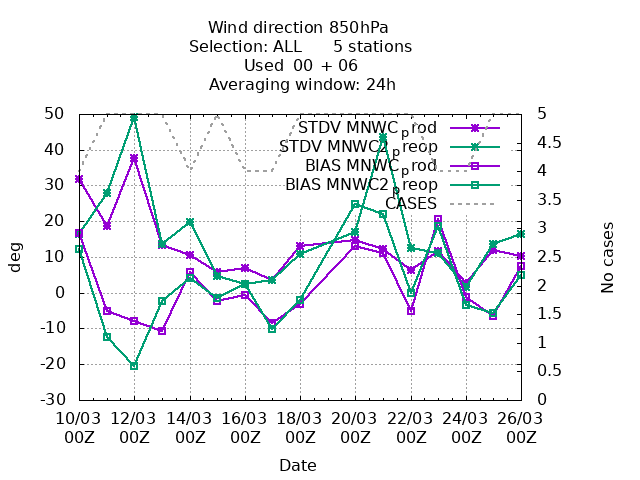 Wind direction 850hPa
Selection: ALL 5 stations
Used 00 + 06
Averaging window: 24h
STDV MNWC_prod
STDV MNWC2_preop
BIAS MNWC_prod
BIAS MNWC2_preop
CASES
50
40
30
20
10
0
-10
-20
-30
deg
5
4.5
4
3.5
3
2.5
2
1.5
1
0.5
0
No cases
10/03 12/03 14/03 16/03 18/03 20/03 22/03 24/03 26/03
00Z 00Z 00Z 00Z 00Z 00Z 00Z 00Z 00Z
Date